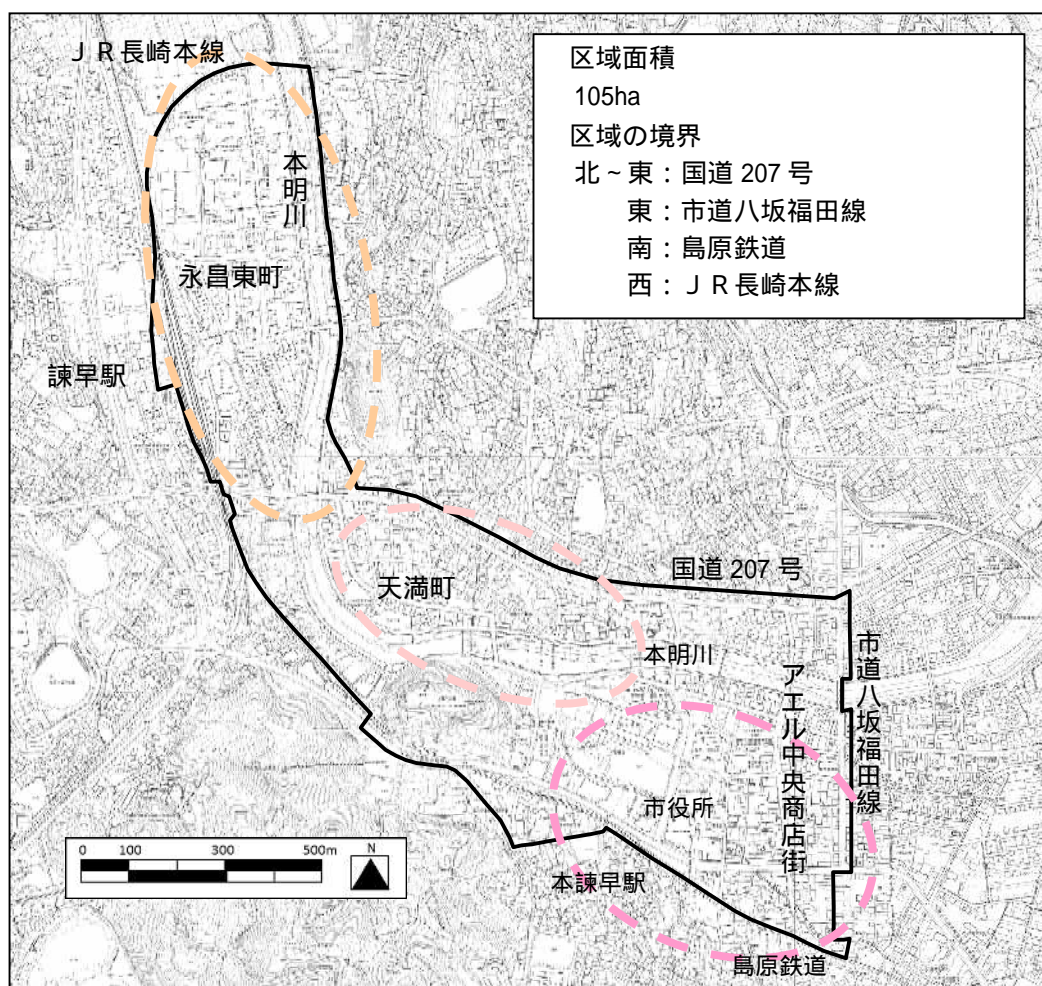 ＪＲ長崎本線
区域面積
105ha
区域の境界
北～東：国道 207 号
東：市道八坂福田線
南：島原鉄道
西：ＪＲ長崎本線
本明川
永昌東町
諫早駅
国道 207 号
天満町
本明川
市道八坂福田線
アエル中央商店街
市役所
本諫早駅
島原鉄道
0 100 300 500m
N